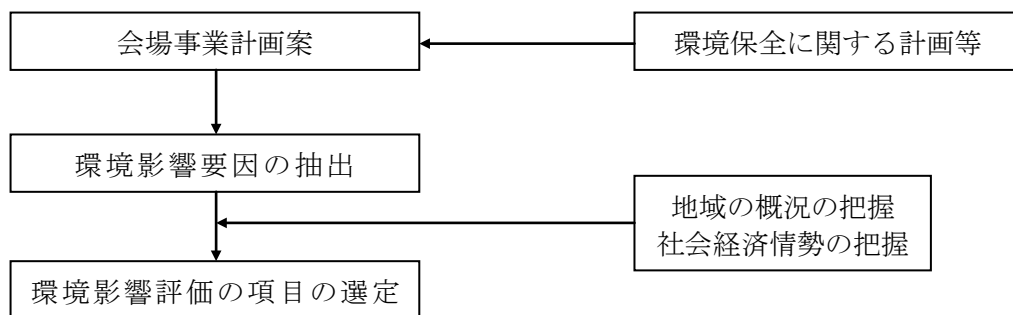 会場事業計画案
環境保全に関する計画等
環境影響要因の抽出
地域の概況の把握
社会経済情勢の把握
環境影響評価の項目の選定